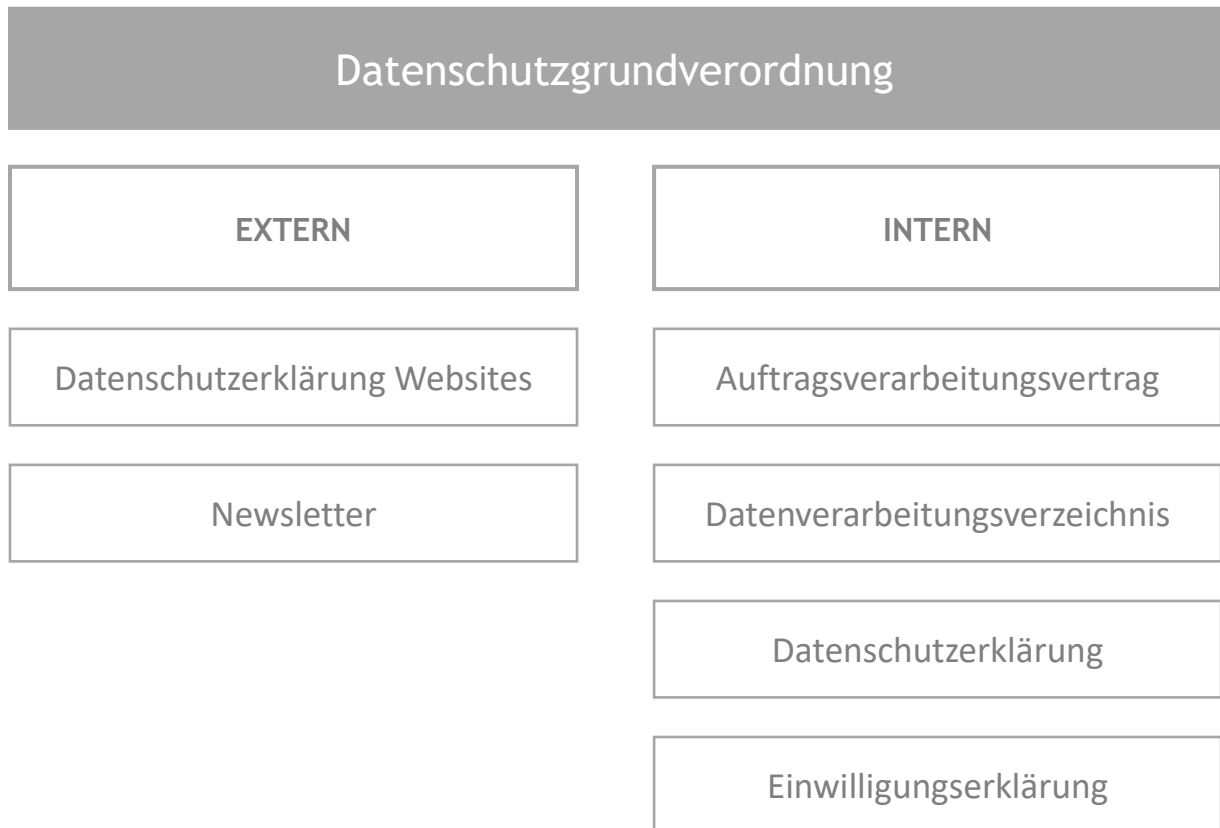 Datenschutzgrundverordnung
EXTERN
INTERN
Datenschutzerklärung Websites
Auftragsverarbeitungsvertrag
Newsletter
Datenverarbeitungsverzeichnis
Datenschutzerklärung
Einwilligungserklärung